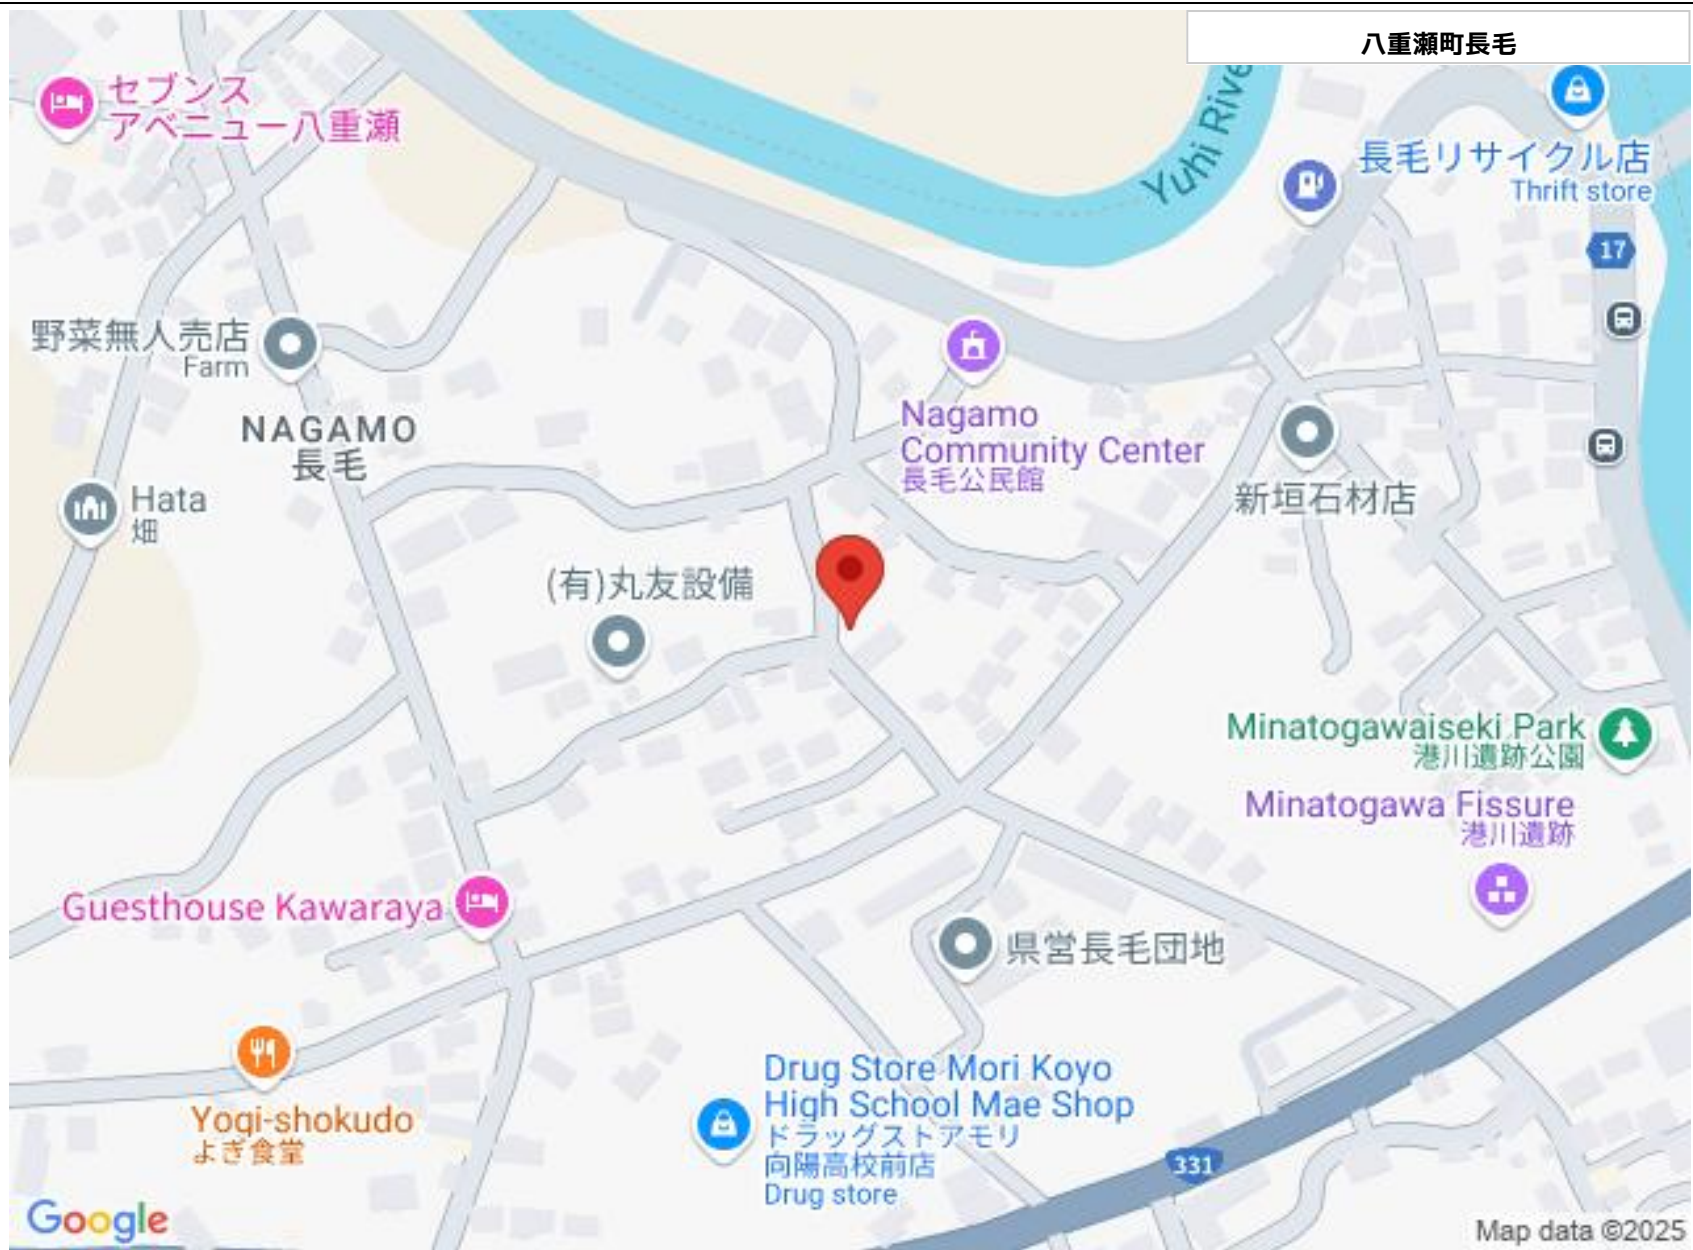 八重瀬町長毛
セブンス
アベニュー八重瀬
Yuhi Rive
長毛リサイクル店
Thrift store
17
野菜無人売店
Farm
NAGAMO
長毛
Nagamo
Community Center
長毛公民館
新垣石材店
Hata
畑
(有)丸友設備
Minatogawaiseki Park
港川遺跡公園
Minatogawa Fissure
港川遺跡
Guesthouse Kawaraya
県営長毛団地
Yogi-shokudo
よぎ食堂
Drug Store Mori Koyo
High School Mae Shop
ドラッグストアモリ
向陽高校前店
Drug store
331
Google
Map data ©2025